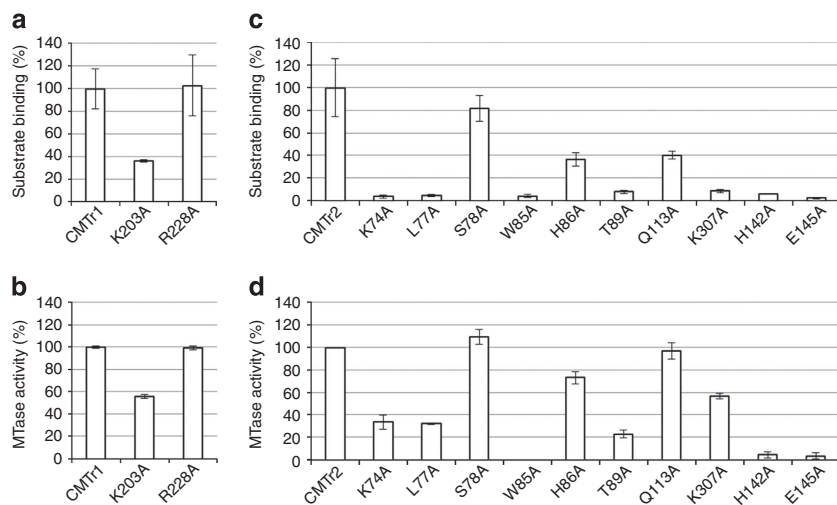 a
Substrate binding (%)
140
120
100
80
60
40
20
0
CMTr1
K203A
R228A
c
Substrate binding (%)
140
120
100
80
60
40
20
0
CMTr2
K74A
L77A
S78A
W85A
H86A
T89A
Q113A
K307A
H142A
E145A
b
MTase activity (%)
140
120
100
80
60
40
20
0
CMTr1
K203A
R228A
d
MTase activity (%)
140
120
100
80
60
40
20
0
CMTr2
K74A
L77A
S78A
W85A
H86A
T89A
Q113A
K307A
H142A
E145A